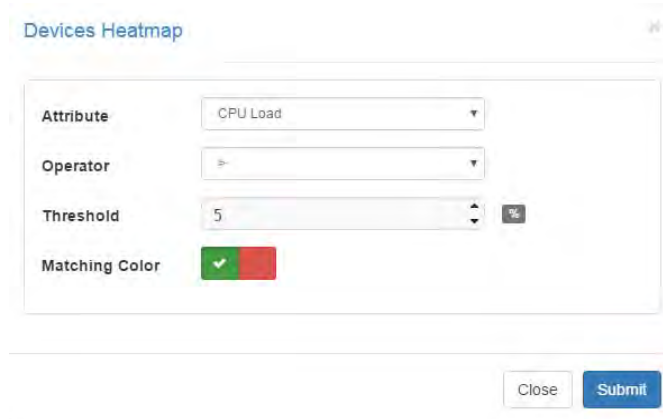 Devices Heatmap
Attribute CPU Load
Operator >
Threshold 5 %
Matching Color
Close Submit